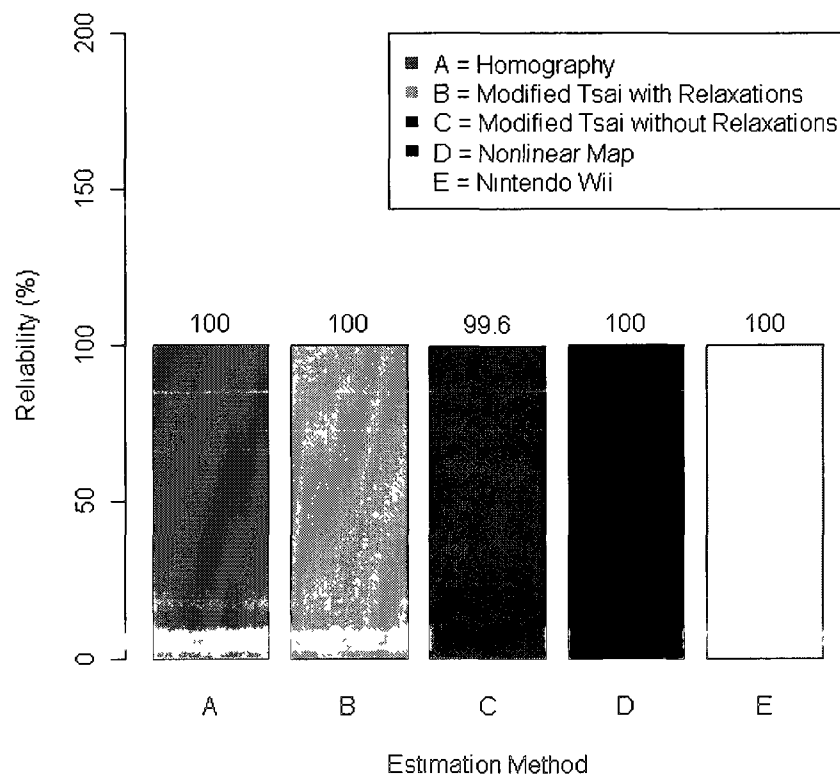 200
150
100
50
0
Reliability (%)
A = Homography
B = Modified Tsai with Relaxations
C = Modified Tsai without Relaxations
D = Nonlinear Map
E = Nintendo Wii
100
100
99.6
100
100
A
B
C
D
E
Estimation Method